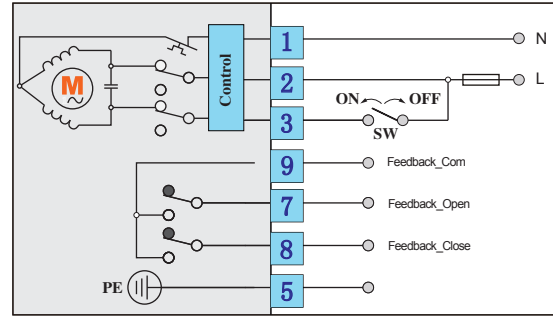 1 N
M Control 2 L
ON OFF
3 SW
9 Feedback_Com
7 Feedback_Open
8 Feedback_Close
PE 5